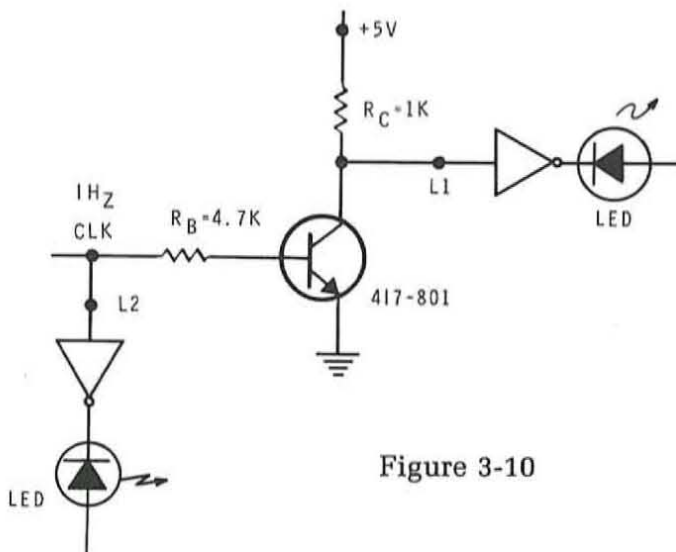 +5V
R_C=1K
L1
LED
1HZ
CLK
R_B=4.7K
L2
417-801
LED
Figure 3-10